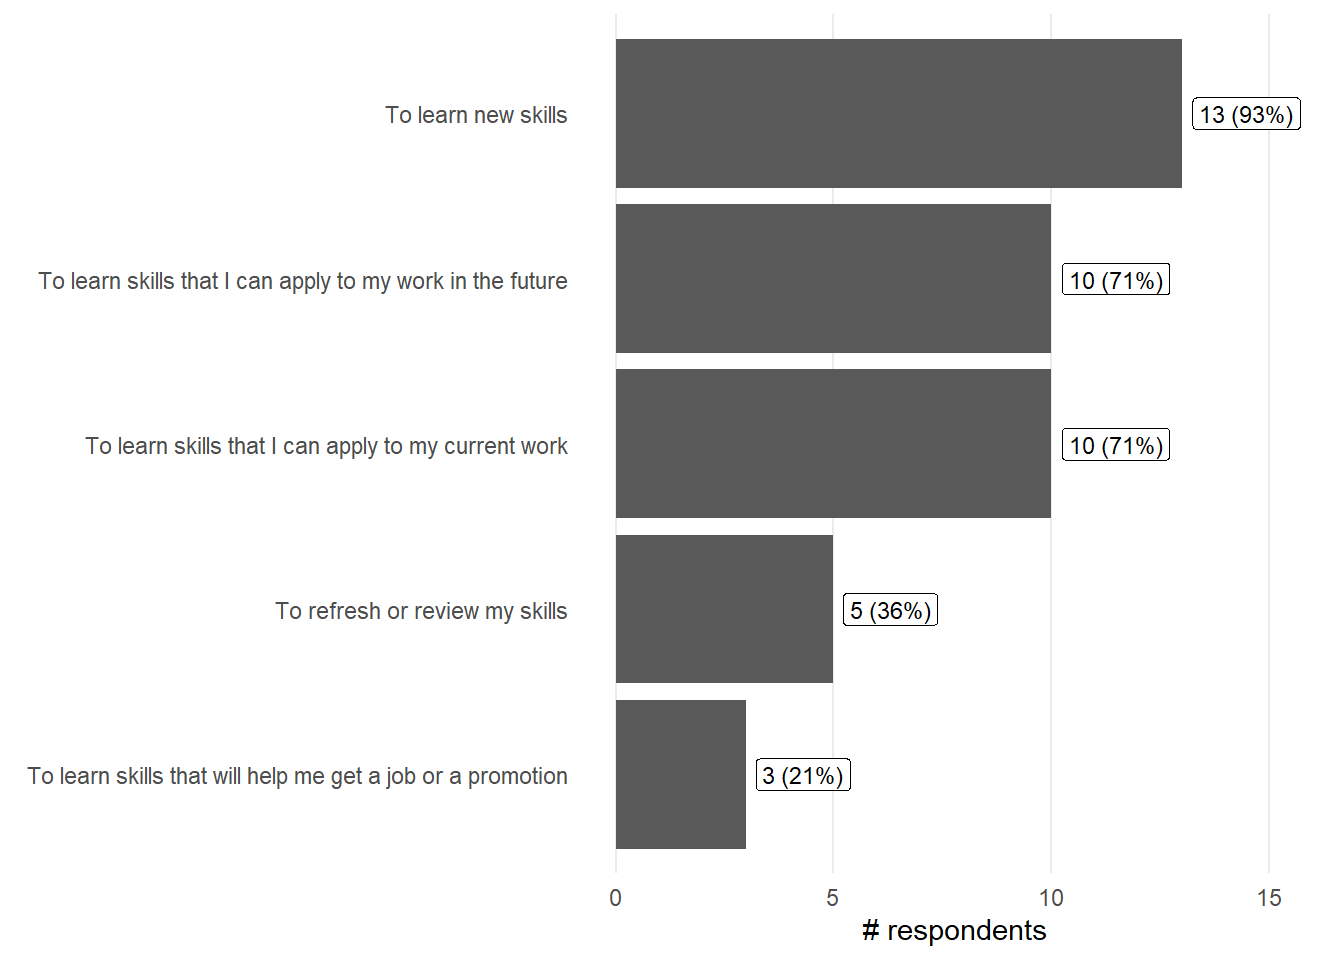 To learn new skills
13 (93%)
To learn skills that I can apply to my work in the future
10 (71%)
To learn skills that I can apply to my current work
10 (71%)
To refresh or review my skills
5 (36%)
To learn skills that will help me get a job or a promotion
3 (21%)
0 5 10 15
# respondents